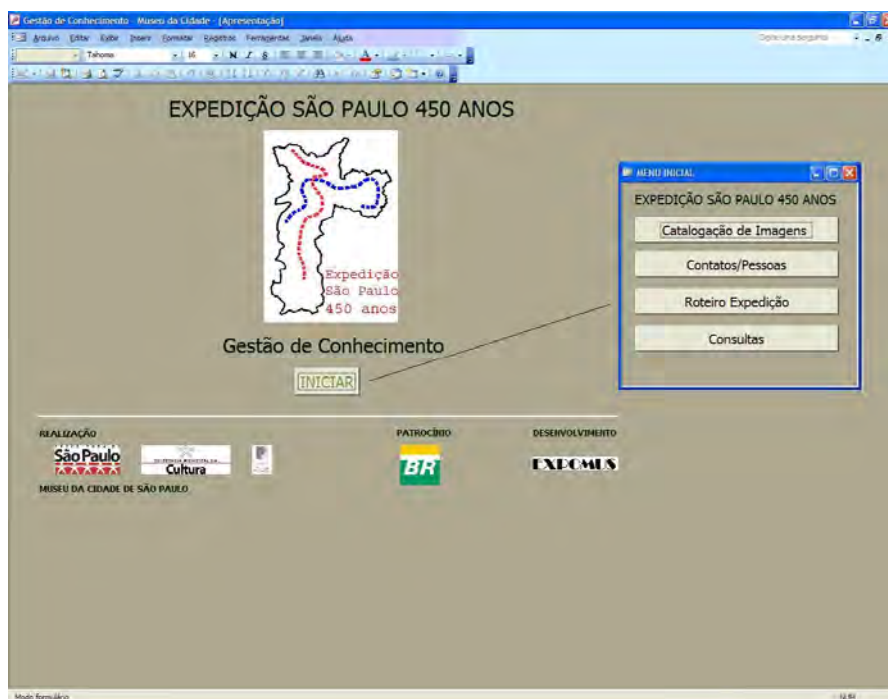 Gestão de Conhecimento - Museu da Cidade - [Apresentação]
Arquivo Editar Exibir Inserir Formatar Registros Ferramentas Janela Ajuda
Tahoma 16 N I S
EXPEDIÇÃO SÃO PAULO 450 ANOS
Expedição
São Paulo
450 anos
Gestão de Conhecimento
INICIAR
MENU INICIAL
EXPEDIÇÃO SÃO PAULO 450 ANOS
Catalogação de Imagens
Contatos/Pessoas
Roteiro Expedição
Consultas
REALIZAÇÃO PATROCÍNIO DESENVOLVIMENTO
São Paulo
Cultura
BR
EXPOMUS
MUSEU DA CIDADE DE SÃO PAULO
Modo formulário